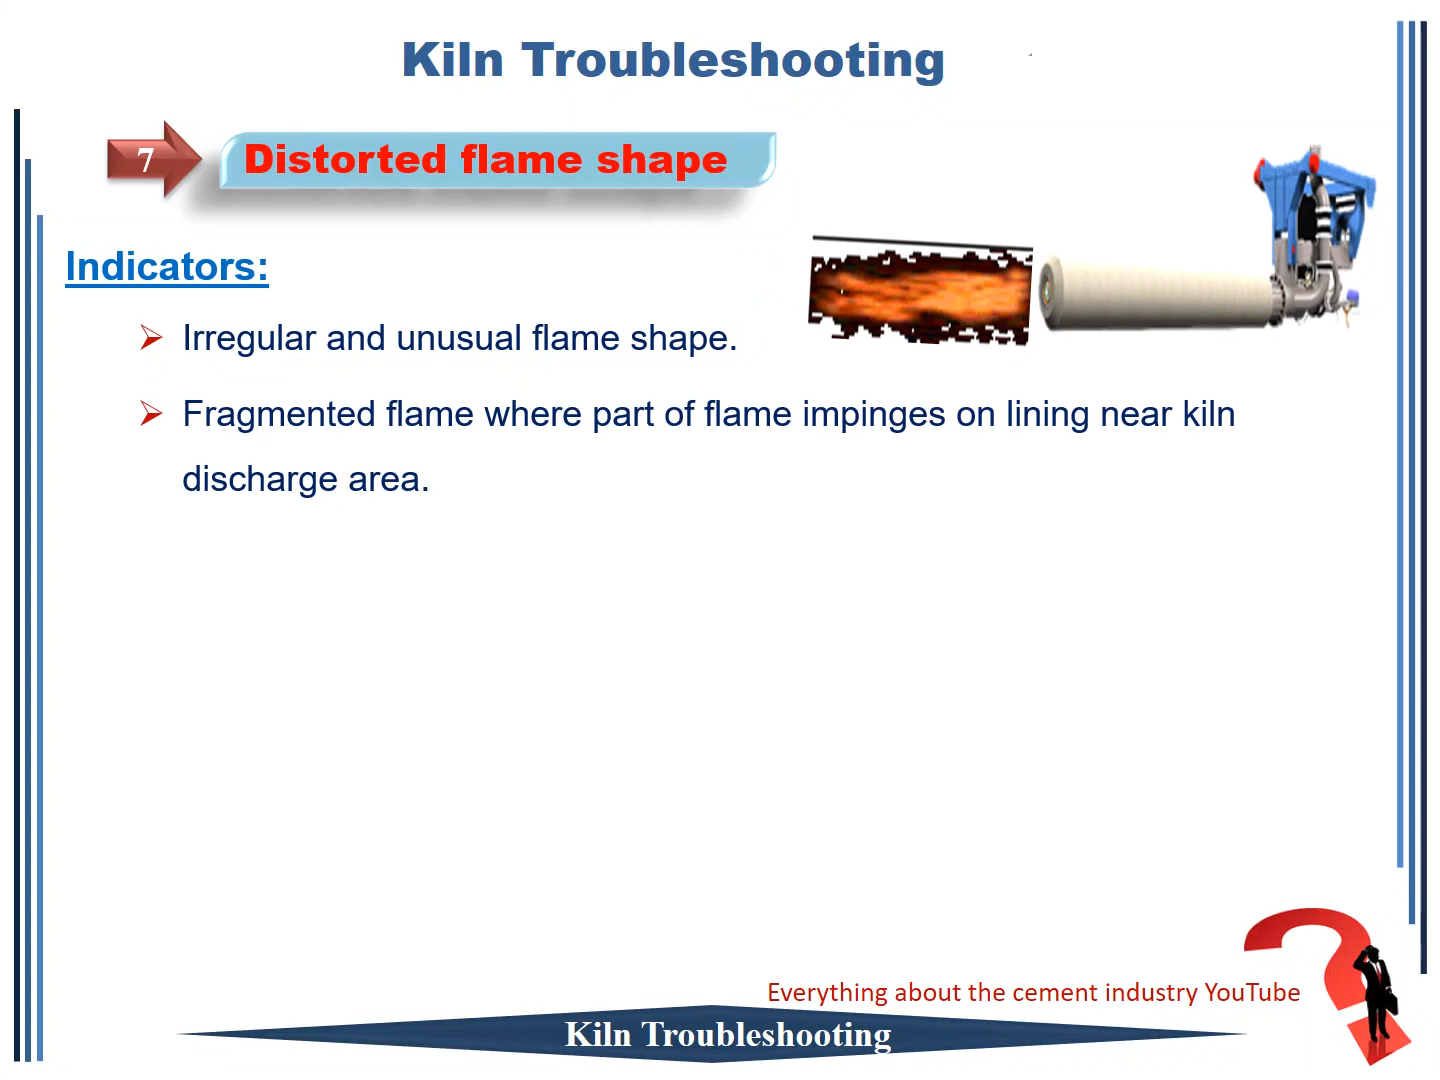 Kiln Troubleshooting
7
Distorted flame shape
Indicators:
Irregular and unusual flame shape.
Fragmented flame where part of flame impinges on lining near kiln
discharge area.
Everything about the cement industry YouTube
Kiln Troubleshooting